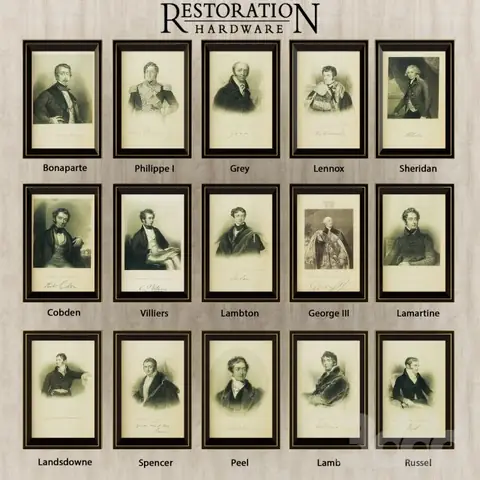 RESTORATION
HARDWARE
Bonaparte
Philippe I
Grey
Lennox
Sheridan
Cobden
Villiers
Lambton
George III
Lamartine
Landsdowne
Spencer
Peel
Lamb
Russel